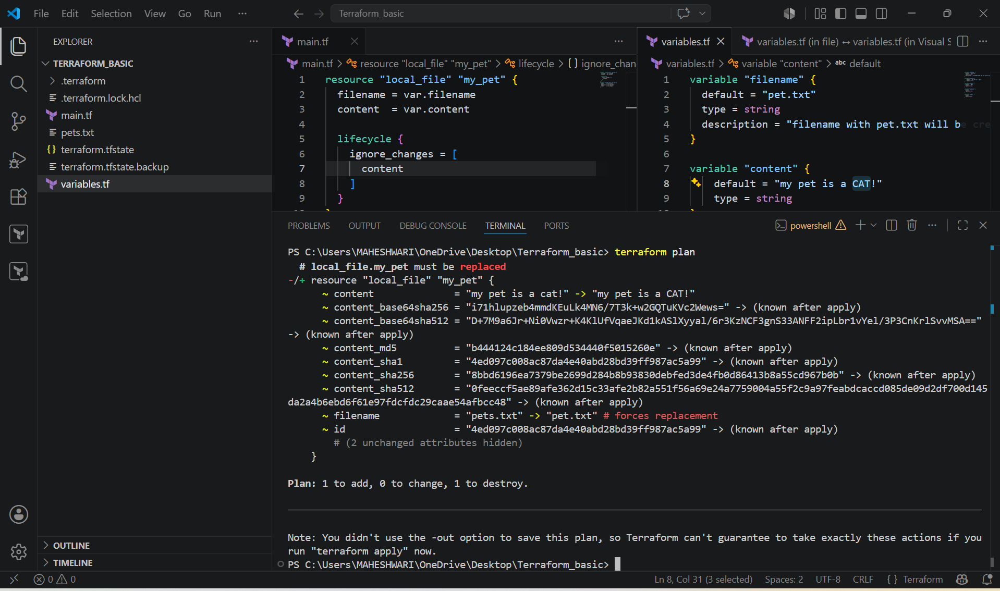 File Edit Selection View Go Run ···
Terraform_basic
EXPLORER
TERRAFORM_BASIC
.terraform
.terraform.lock.hcl
main.tf
pets.txt
terraform.tfstate
terraform.tfstate.backup
variables.tf
OUTLINE
TIMELINE
main.tf
main.tf > resource "local_file" "my_pet" > lifecycle > [ ] ignore_chan
1 resource "local_file" "my_pet" {
2 filename = var.filename
3 content = var.content
4
5 lifecycle {
6 ignore_changes = [
7 content
8 ]
9 }
variables.tf
variables.tf (in file) ↔ variables.tf (in Visual S
variables.tf > variable "content" > abc default
1 variable "filename" {
2 default = "pet.txt"
3 type = string
4 description = "filename with pet.txt will be cre
5 }
6
7 variable "content" {
8 default = "my pet is a CAT!"
9 type = string
PROBLEMS OUTPUT DEBUG CONSOLE TERMINAL PORTS
powershell
PS C:\Users\MAHESHWARI\OneDrive\Desktop\Terraform_basic> terraform plan
# local_file.my_pet must be replaced
-/+ resource "local_file" "my_pet" {
~ content = "my pet is a cat!" -> "my pet is a CAT!"
~ content_base64sha256 = "i71hlupzeb4mmdKEuLk4MN6/7T3k+w2GQTuKVc2Wews=" -> (known after apply)
~ content_base64sha512 = "D+7M9a6Jr+Ni0Vwzr+K4KlUfVqaeJKd1kASlXyyal/6r3KzNCF3gnS33ANFF2ipLbr1vYel/3P3CnKrlSvvMSA=="
-> (known after apply)
~ content_md5 = "b444124c184ee809d534440f5015260e" -> (known after apply)
~ content_sha1 = "4ed097c008ac87da4e40abd28bd39ff987ac5a99" -> (known after apply)
~ content_sha256 = "8bbd6196ea7379be2699d284b8b93830debfed3de4fb0d86413b8a55cd967b0b" -> (known after apply)
~ content_sha512 = "0feeccf5ae89afe362d15c33afe2b82a551f56a69e24a7759004a55f2c9a97feabdcaccd085de09d2df700d145
da2a4b6ebd6f61e97fdcfdc29caae54afbcc48" -> (known after apply)
~ filename = "pets.txt" -> "pet.txt" # forces replacement
~ id = "4ed097c008ac87da4e40abd28bd39ff987ac5a99" -> (known after apply)
# (2 unchanged attributes hidden)
}
Plan: 1 to add, 0 to change, 1 to destroy.
Note: You didn't use the -out option to save this plan, so Terraform can't guarantee to take exactly these actions if you
run "terraform apply" now.
PS C:\Users\MAHESHWARI\OneDrive\Desktop\Terraform_basic>
0 0
Ln 8, Col 31 (3 selected) Spaces: 2 UTF-8 CRLF { } Terraform